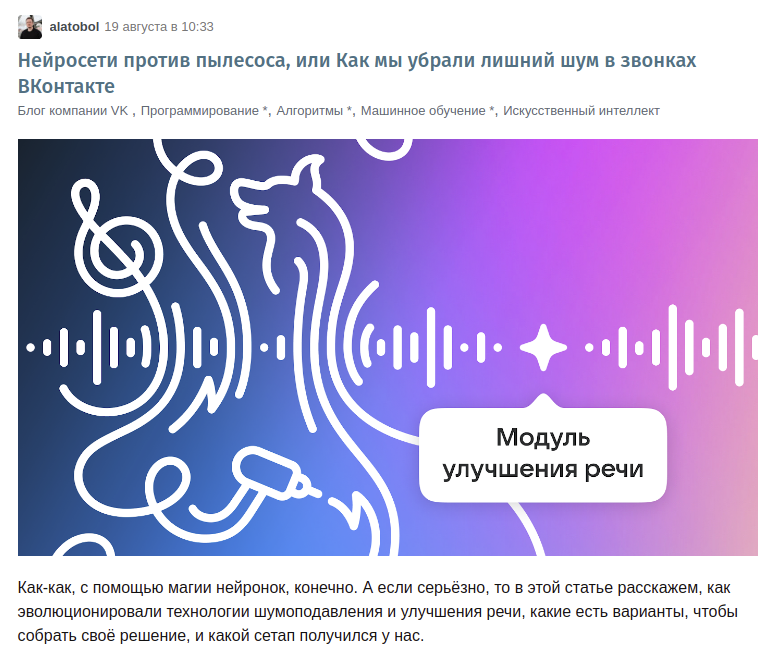 alatobol 19 августа в 10:33
Нейросети против пылесоса, или Как мы убрали лишний шум в звонках
ВКонтакте
Блог компании VK , Программирование *, Алгоритмы *, Машинное обучение *, Искусственный интеллект
Модуль
улучшения речи
Как-как, с помощью магии нейронок, конечно. А если серьёзно, то в этой статье расскажем, как
эволюционировали технологии шумоподавления и улучшения речи, какие есть варианты, чтобы
собрать своё решение, и какой сетап получился у нас.